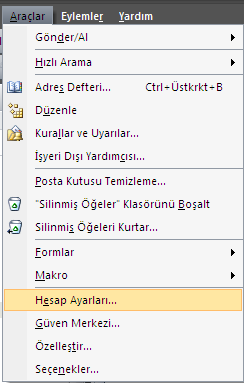 Araçlar Eylemler Yardım
Gönder/Al
Hızlı Arama
Adres Defteri... Ctrl+Üstkrkt+B
Düzenle
Kurallar ve Uyarılar...
İşyeri Dışı Yardımcısı...
Posta Kutusu Temizleme...
"Silinmiş Öğeler" Klasörünü Boşalt
Silinmiş Öğeleri Kurtar...
Formlar
Makro
Hesap Ayarları...
Güven Merkezi...
Özelleştir...
Seçenekler...